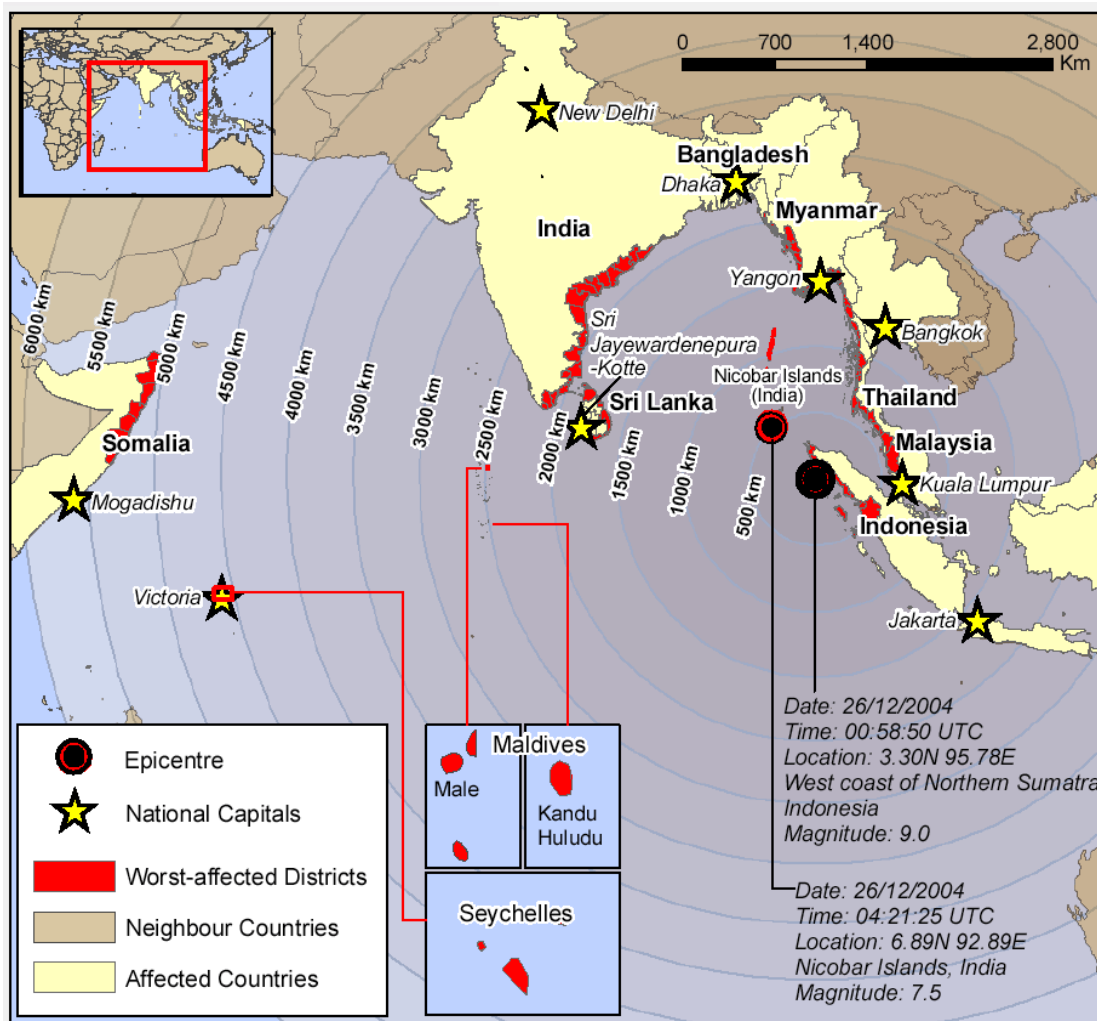 0 700 1,400 2,800
Km
New Delhi
Bangladesh
Dhaka
Myanmar
India
Yangon
Sri
Jayewardenepura
-Kotte
Bangkok
Nicobar Islands
(India)
Thailand
Sri Lanka
Malaysia
Kuala Lumpur
Indonesia
Jakarta
Somalia
Mogadishu
Victoria
6000 km
5500 km
5000 km
4500 km
4000 km
3500 km
3000 km
2500 km
2000 km
1500 km
1000 km
500 km
Date: 26/12/2004
Time: 00:58:50 UTC
Location: 3.30N 95.78E
West coast of Northern Sumatra
Indonesia
Magnitude: 9.0
Date: 26/12/2004
Time: 04:21:25 UTC
Location: 6.89N 92.89E
Nicobar Islands, India
Magnitude: 7.5
Maldives
Male
Kandu
Huludu
Seychelles
Epicentre
National Capitals
Worst-affected Districts
Neighbour Countries
Affected Countries